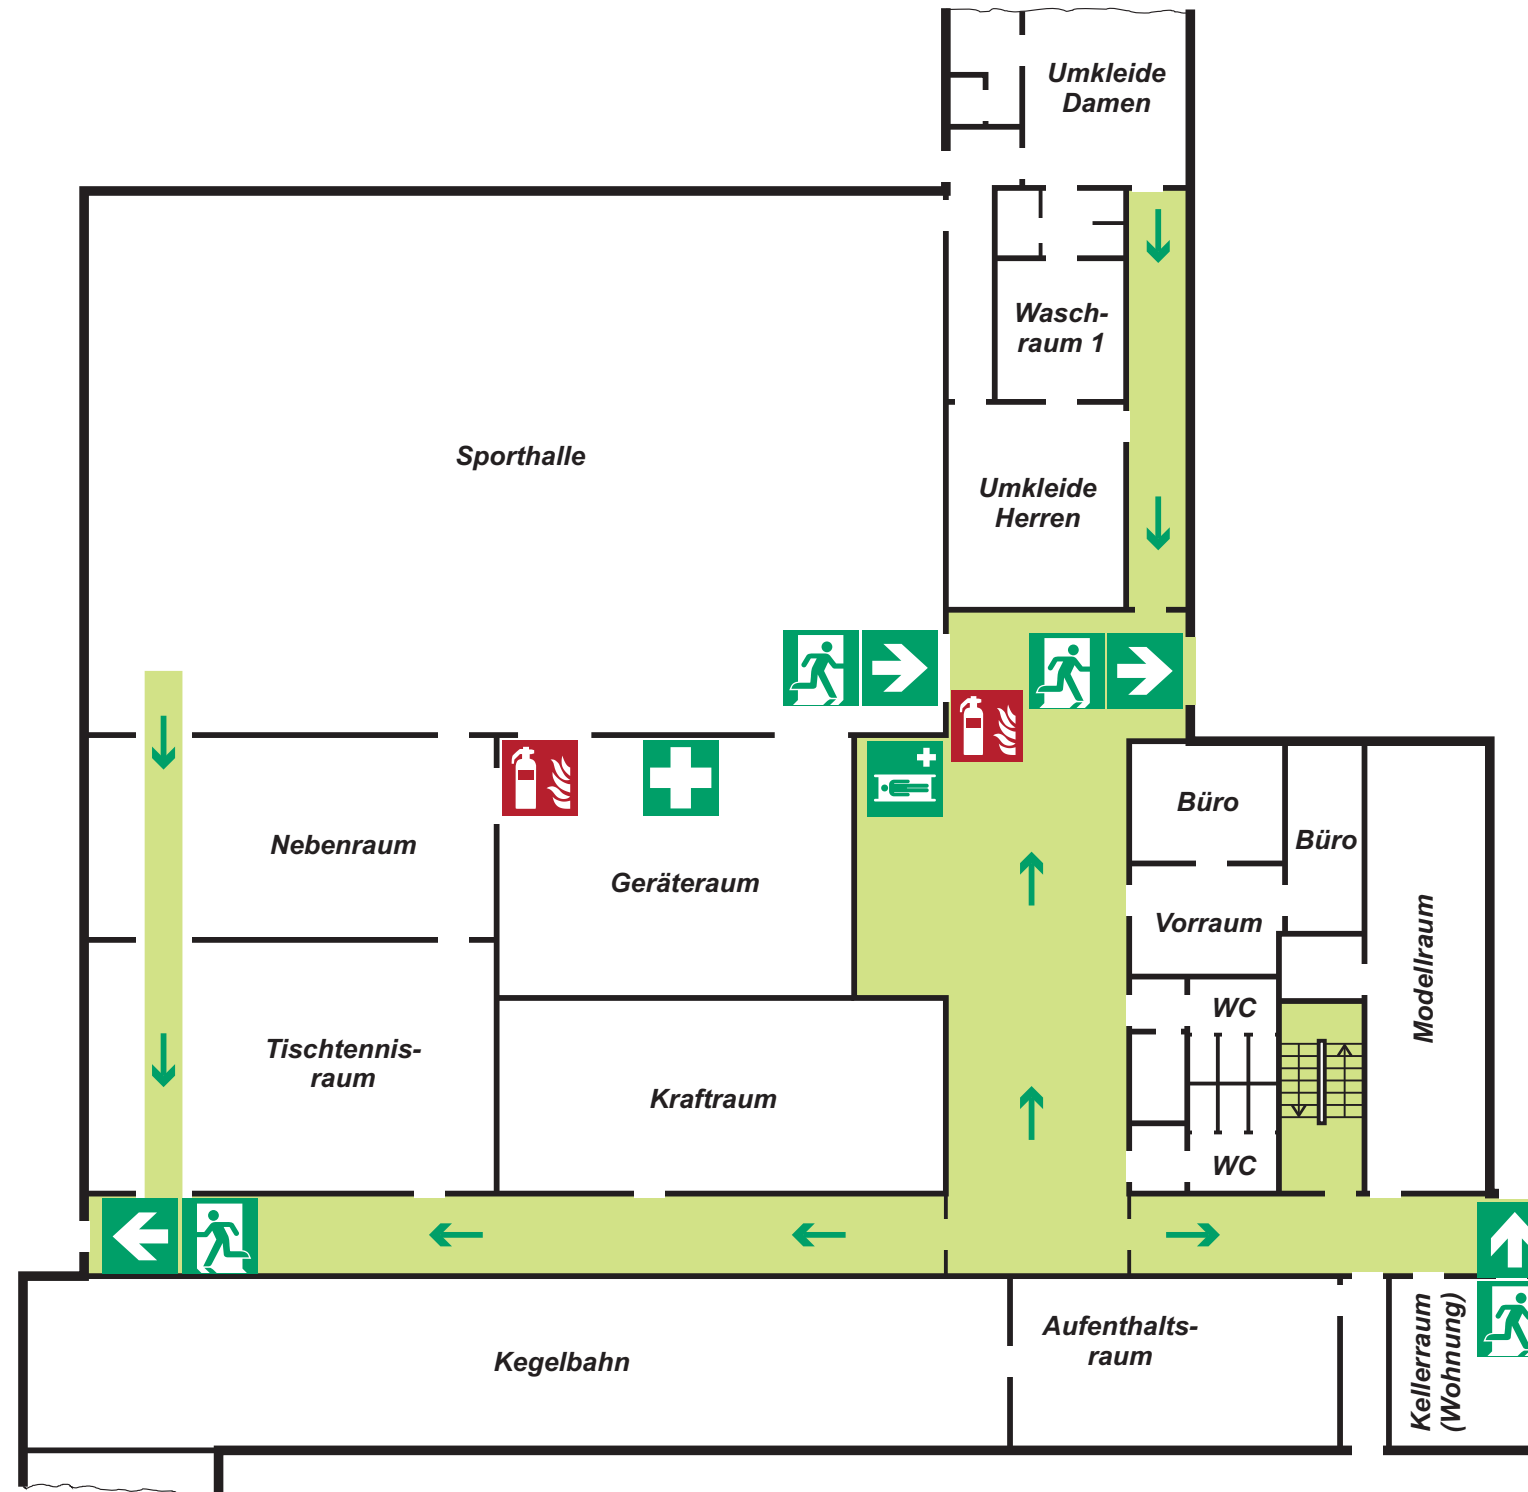 Umkleide
Damen
Wasch-
raum 1
Sporthalle
Umkleide
Herren
Büro
Büro
Nebenraum
Geräteraum
Vorraum
Modellraum
WC
Tischtennis-
raum
Kraftraum
WC
Aufenthalts-
raum
Kegelbahn
Kellerraum
(Wohnung)